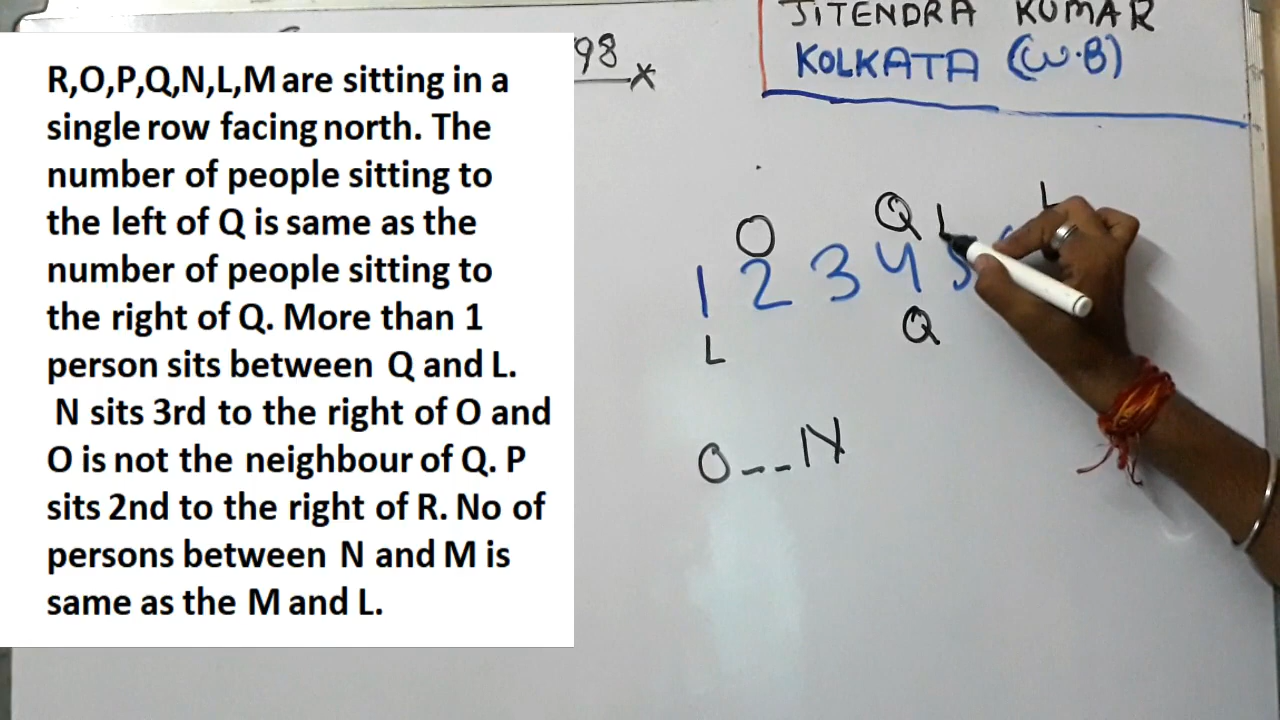 JITENDRA KUMAR
KOLKATA (W.B)
98
R,O,P,Q,N,L,M are sitting in a
single row facing north. The
number of people sitting to
the left of Q is same as the
number of people sitting to
the right of Q. More than 1
person sits between Q and L.
N sits 3rd to the right of O and
O is not the neighbour of Q. P
sits 2nd to the right of R. No of
persons between N and M is
same as the M and L.
O Q L
1 2 3 4 5
L Q
O--N